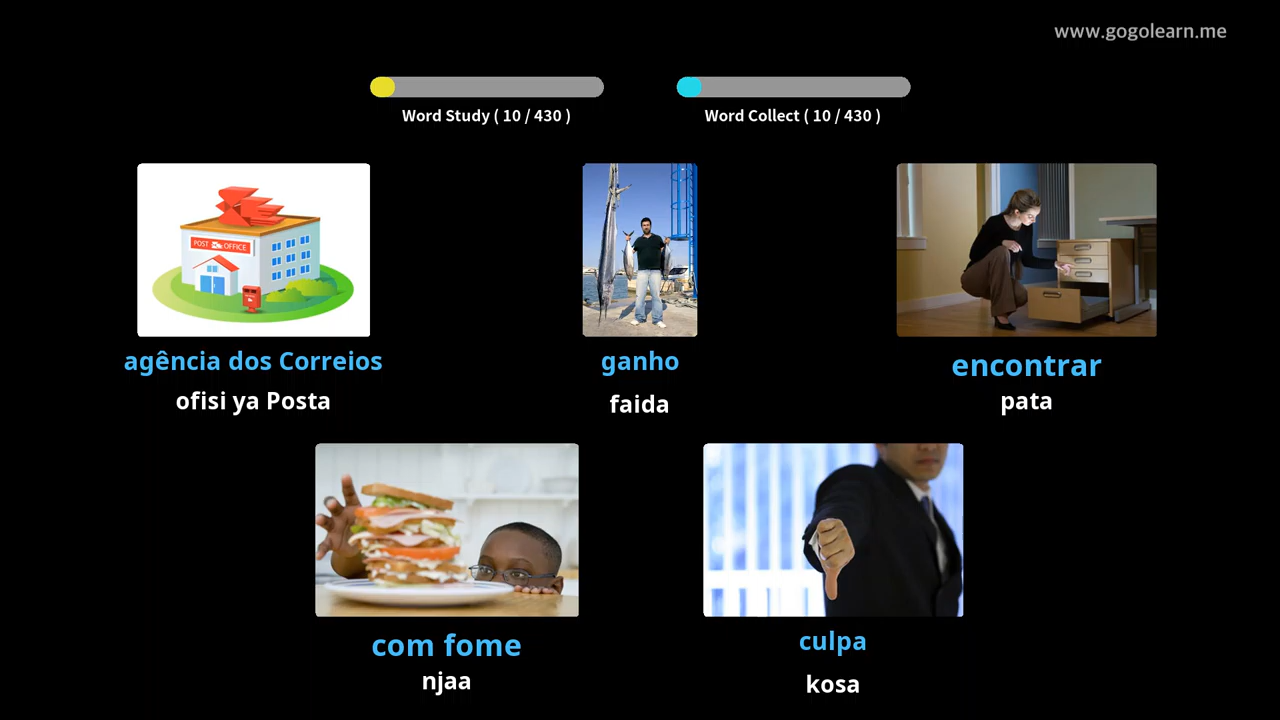 www.gogolearn.me
Word Study ( 10 / 430 )
Word Collect ( 10 / 430 )
POST OFFICE
agência dos Correios
ofisi ya Posta
ganho
faida
encontrar
pata
com fome
njaa
culpa
kosa